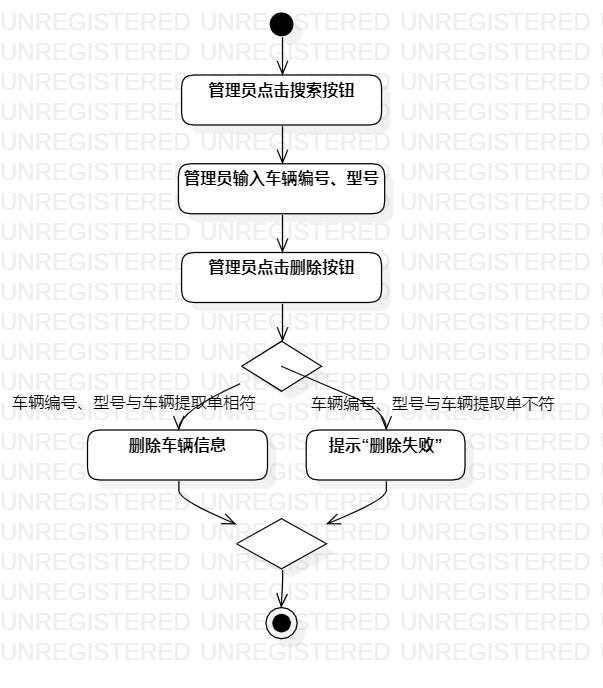 UNREGISTERED UNREGISTERED UNREGISTERED
管理员点击搜索按钮
管理员输入车辆编号、型号
管理员点击删除按钮
车辆编号、型号与车辆提取单相符
车辆编号、型号与车辆提取单不符
删除车辆信息
提示“删除失败”